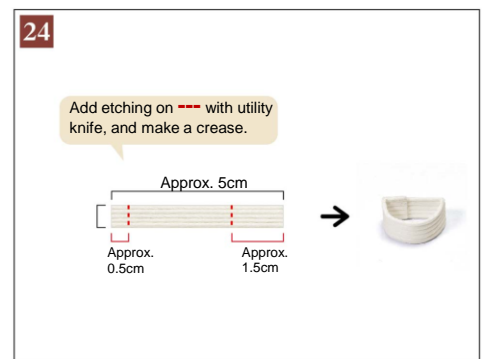 24
Add etching on --- with utility
knife, and make a crease.
Approx. 5cm
Approx.
0.5cm
Approx.
1.5cm